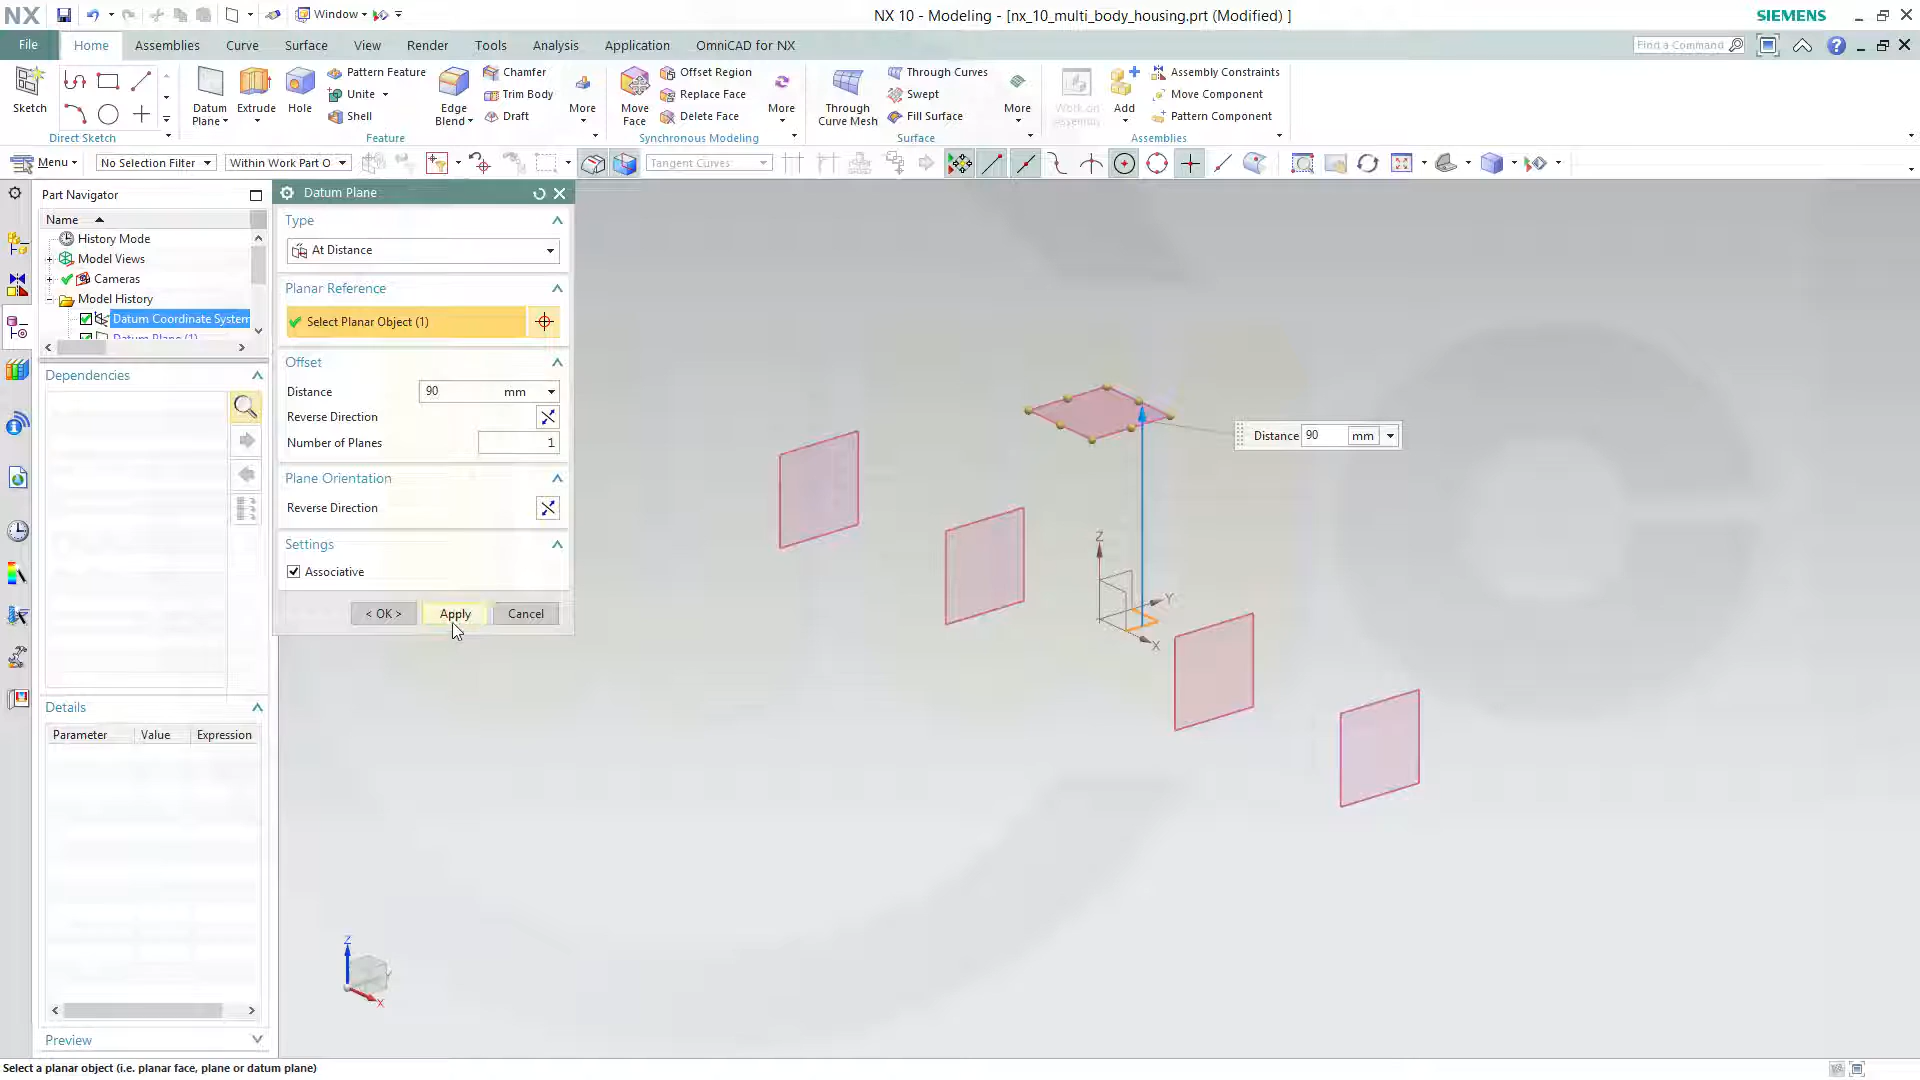 NX
Window
NX 10 - Modeling - [nx_10_multi_body_housing.prt (Modified) ]
SIEMENS
File
Home
Assemblies
Curve
Surface
View
Render
Tools
Analysis
Application
OmniCAD for NX
Find a Command
Sketch
Direct Sketch
Datum
Plane
Extrude
Hole
Pattern Feature
Unite
Shell
Edge
Blend
Chamfer
Trim Body
Draft
More
Feature
Move
Face
Offset Region
Replace Face
Delete Face
More
Synchronous Modeling
Through
Curve Mesh
Through Curves
Swept
Fill Surface
More
Surface
Work on
Assembly
Add
Assembly Constraints
Move Component
Pattern Component
Assemblies
Menu
No Selection Filter
Within Work Part O
Tangent Curves
Part Navigator
Name
History Mode
Model Views
Cameras
Model History
Datum Coordinate System
Datum Plane (1)
Dependencies
Details
Parameter
Value
Expression
Preview
Datum Plane
Type
At Distance
Planar Reference
Select Planar Object (1)
Offset
Distance
90
mm
Reverse Direction
Number of Planes
1
Plane Orientation
Reverse Direction
Settings
Associative
< OK >
Apply
Cancel
Distance
90
mm
Z
Y
X
Z
X
Select a planar object (i.e. planar face, plane or datum plane)